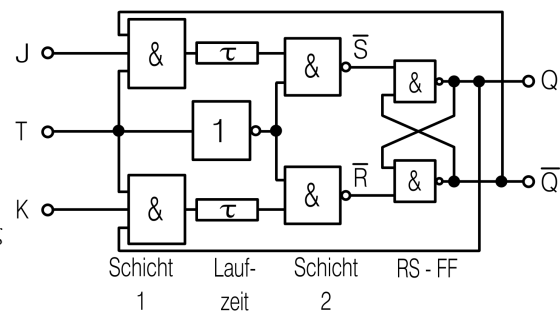 J & τ & S̅ & Q
T 1
K & τ & R̅ & Q̅
Schicht Lauf- Schicht RS - FF
1 zeit 2